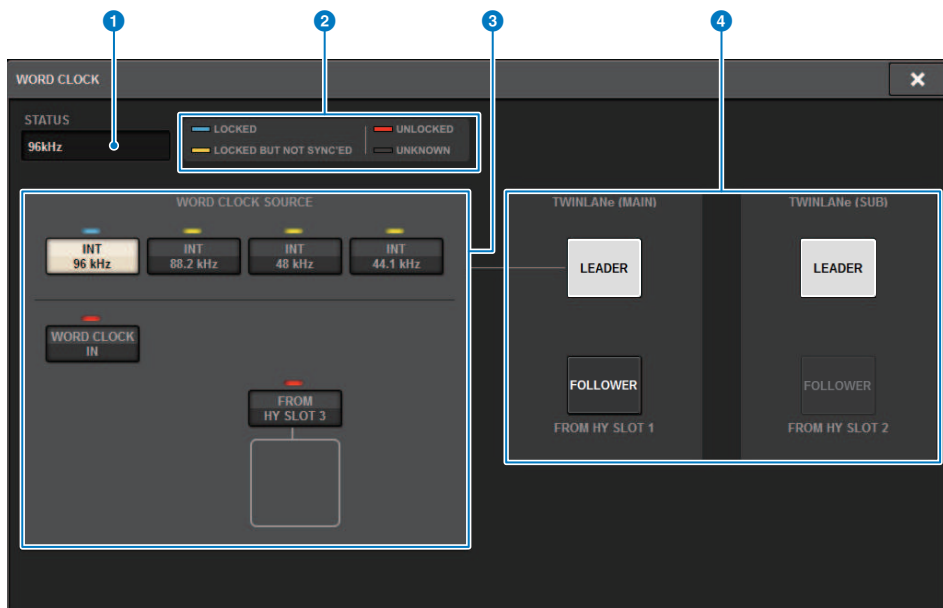 1 2 3 4
WORD CLOCK ×
STATUS
96kHz
LOCKED UNLOCKED
LOCKED BUT NOT SYNC'ED UNKNOWN
WORD CLOCK SOURCE
INT 96 kHz
INT 88.2 kHz
INT 48 kHz
INT 44.1 kHz
WORD CLOCK IN
FROM HY SLOT 3
TWINLANe (MAIN)
LEADER
FOLLOWER
FROM HY SLOT 1
TWINLANe (SUB)
LEADER
FOLLOWER
FROM HY SLOT 2